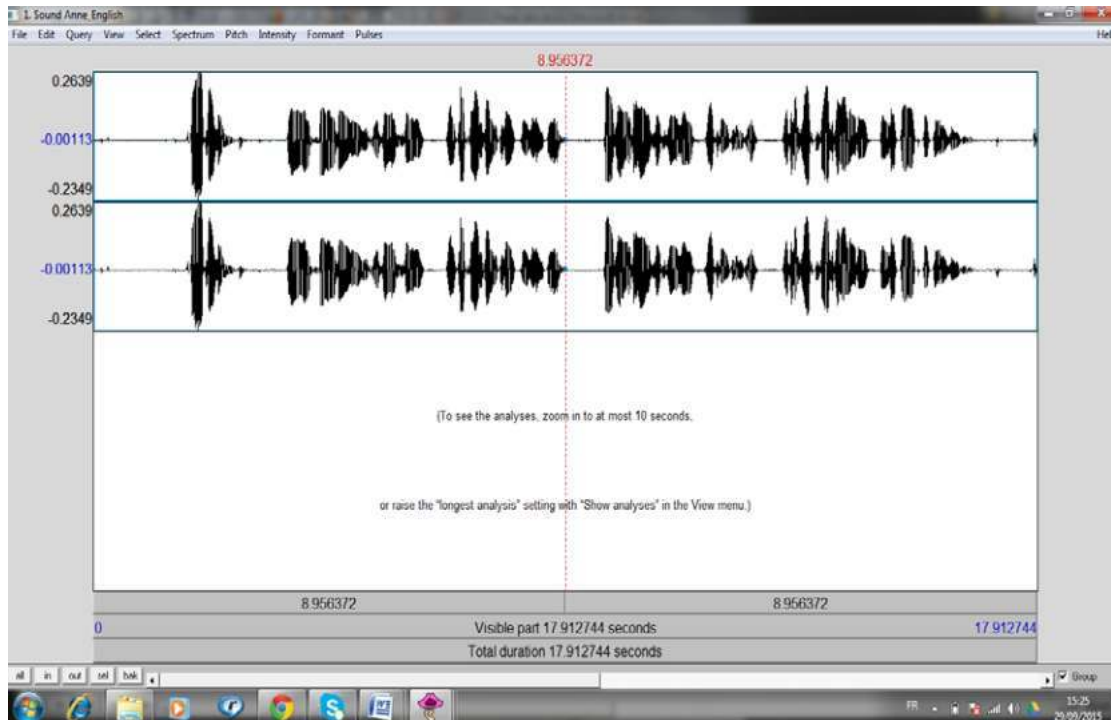 1. Sound Anne_English
File Edit Query View Select Spectrum Pitch Intensity Formant Pulses Hel
8.956372
0.2639
-0.00113
-0.2349
0.2639
-0.00113
-0.2349
(To see the analyses, zoom in to at most 10 seconds,
or raise the "longest analysis" setting with "Show analyses" in the View menu.)
8.956372 8.956372
0 Visible part 17.912744 seconds 17.912744
Total duration 17.912744 seconds
all in out sel bak Group
FR 15:25
29/09/2015